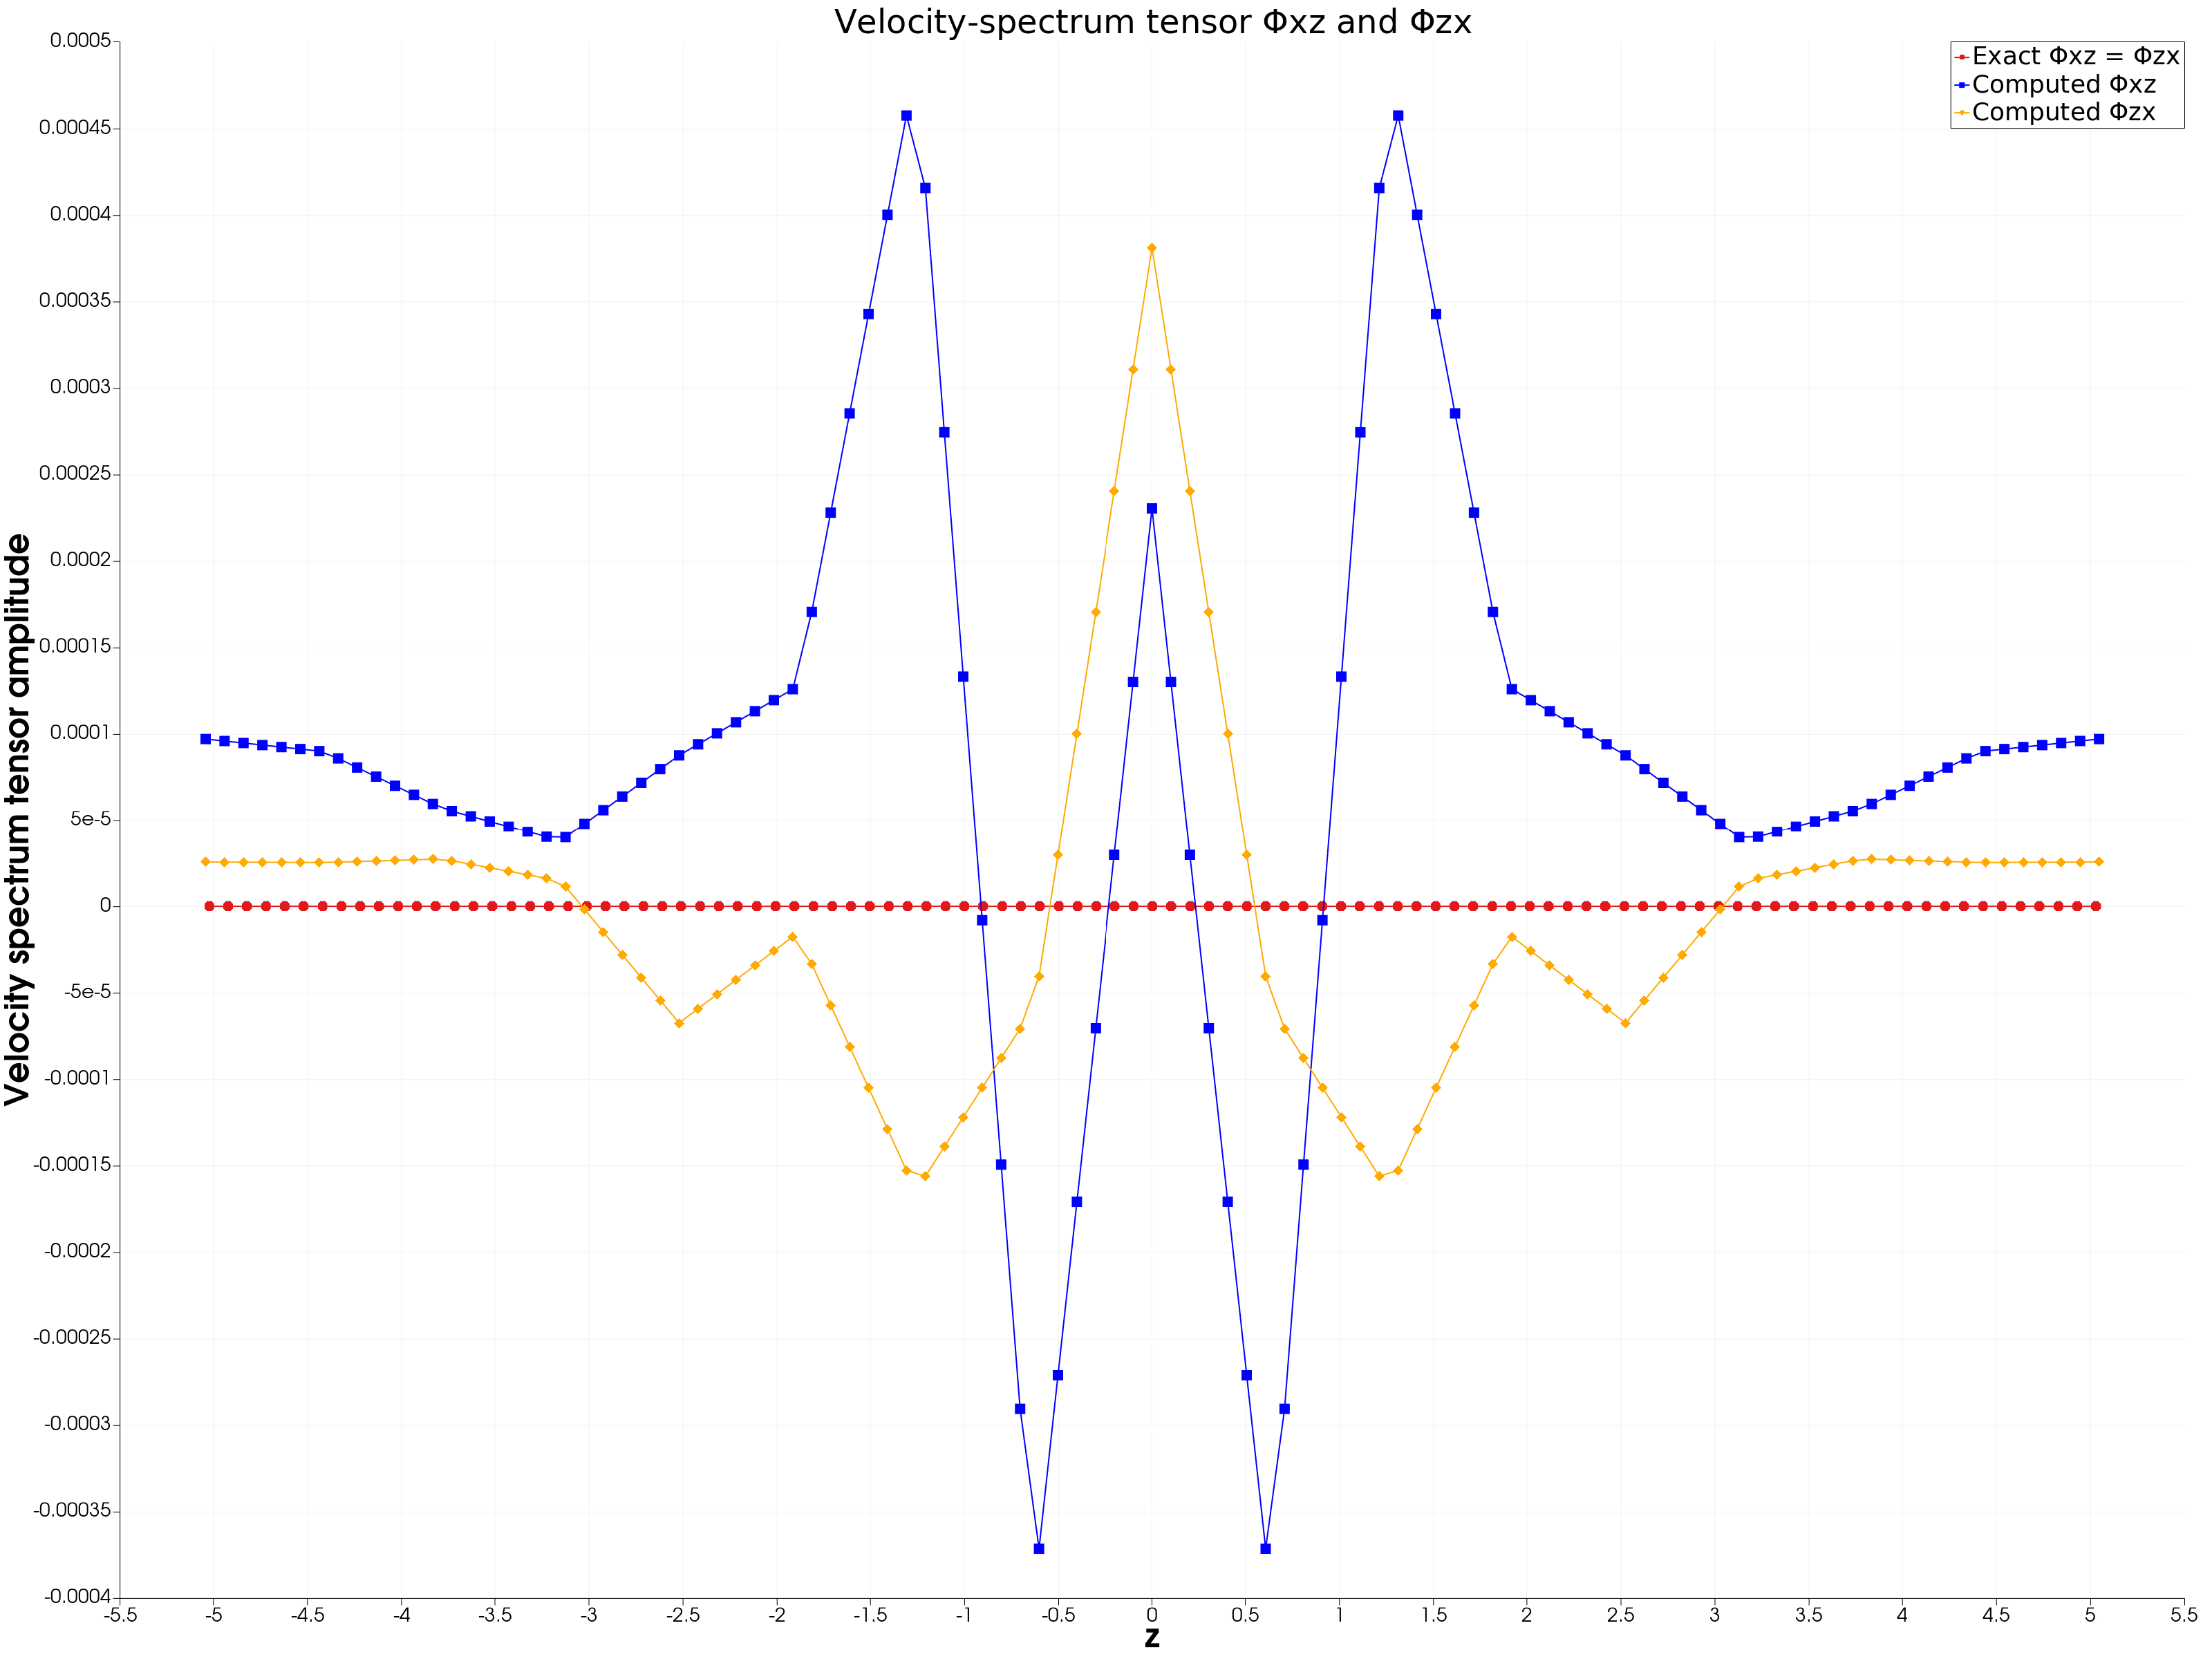 Velocity-spectrum tensor Φxz and Φzx
Exact Φxz = Φzx
Computed Φxz
Computed Φzx
Velocity spectrum tensor amplitude
0.0005
0.00045
0.0004
0.00035
0.0003
0.00025
0.0002
0.00015
0.0001
5e-5
0
-5e-5
-0.0001
-0.00015
-0.0002
-0.00025
-0.0003
-0.00035
-0.0004
-5.5 -5 -4.5 -4 -3.5 -3 -2.5 -2 -1.5 -1 -0.5 0 0.5 1 1.5 2 2.5 3 3.5 4 4.5 5 5.5
z